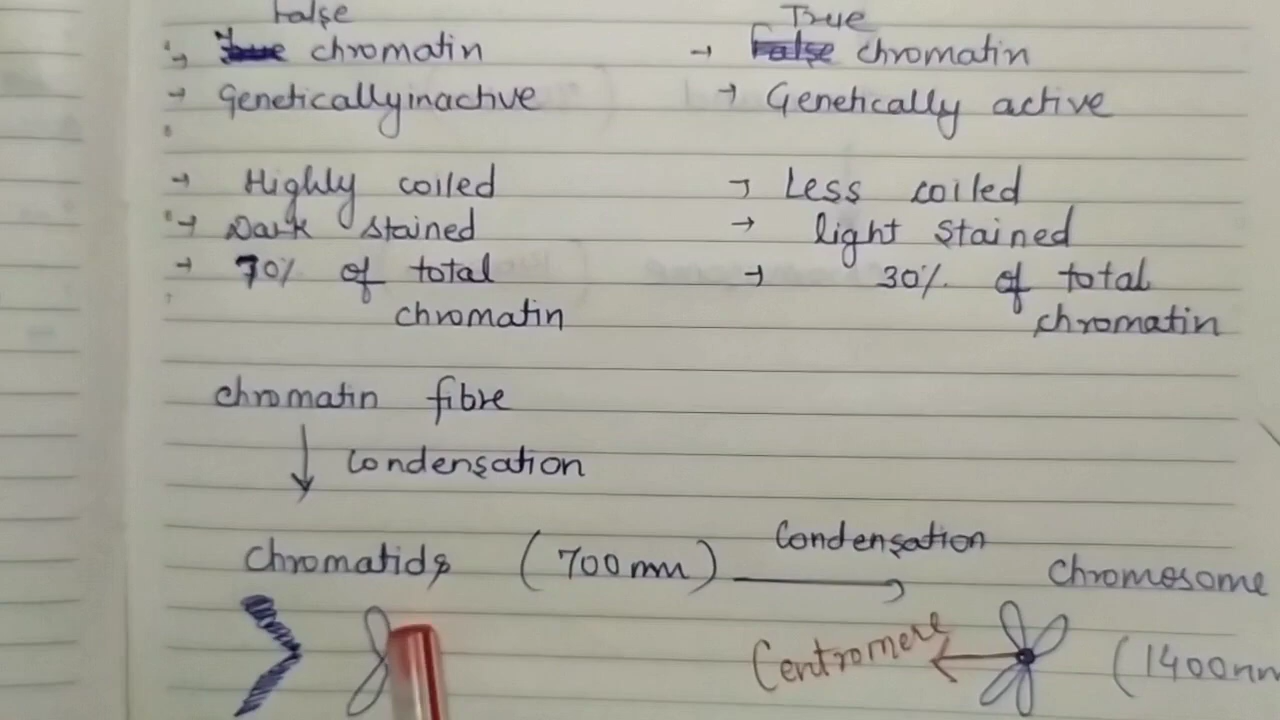 False True
→ chromatin → False chromatin
→ Genetically inactive → Genetically active
→ Highly coiled → Less coiled
→ Dark stained → light stained
→ 70% of total → 30% of total
chromatin chromatin
chromatin fibre
↓ Condensation
Chromatids (700nm) Condensation → Chromosome
Centromere (1400nm